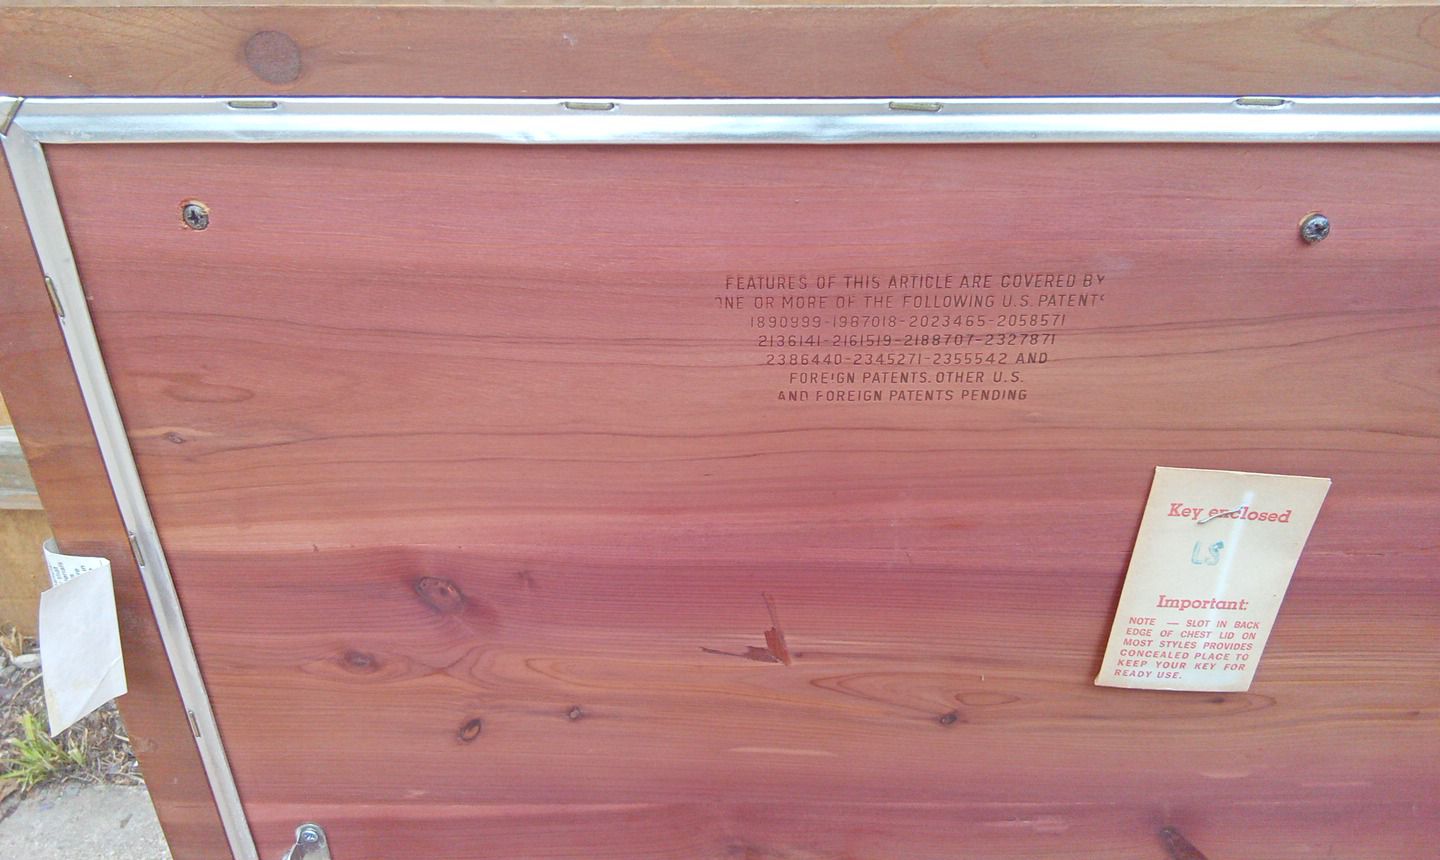 FEATURES OF THIS ARTICLE ARE COVERED BY
ONE OR MORE OF THE FOLLOWING U.S. PATENTS
1890999-1987018-2023465-2058571
2136141-2161519-2188707-2327871
2386440-2345271-2355542 AND
FOREIGN PATENTS. OTHER U.S.
AND FOREIGN PATENTS PENDING
Key enclosed
LS
Important:
NOTE — SLOT IN BACK
EDGE OF CHEST LID ON
MOST STYLES PROVIDES
CONCEALED PLACE TO
KEEP YOUR KEY FOR
READY USE.